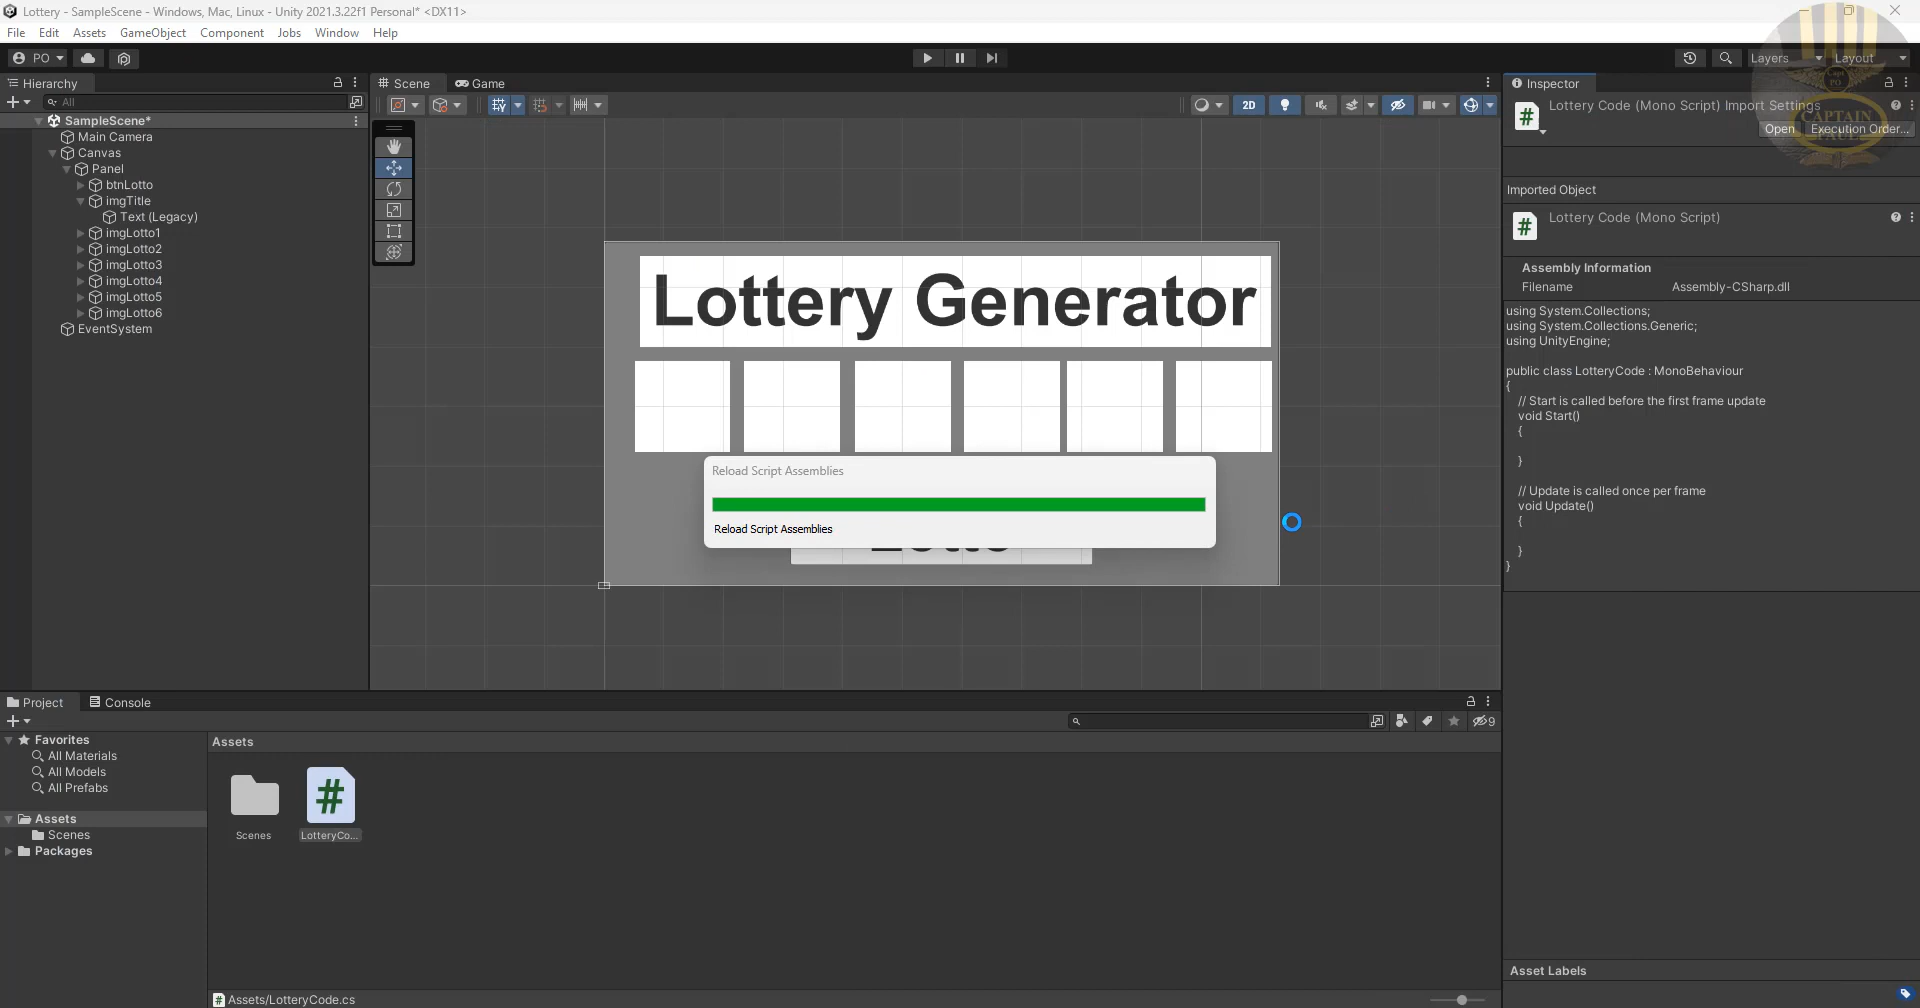 Lottery - SampleScene - Windows, Mac, Linux - Unity 2021.3.22f1 Personal* <DX11>
File Edit Assets GameObject Component Jobs Window Help
PO Layers Layout
Hierarchy
Scene Game
Inspector
All
2D
Lottery Code (Mono Script) Import Settings
Open Execution Order...
CAPTAIN
SampleScene*
Main Camera
Canvas
Panel
btnLotto
imgTitle
Text (Legacy)
imgLotto1
imgLotto2
imgLotto3
imgLotto4
imgLotto5
imgLotto6
EventSystem
Lottery Generator
Reload Script Assemblies
Reload Script Assemblies
Lotto
Imported Object
Lottery Code (Mono Script)
Assembly Information
Filename Assembly-CSharp.dll
using System.Collections;
using System.Collections.Generic;
using UnityEngine;
public class LotteryCode : MonoBehaviour
{
// Start is called before the first frame update
void Start()
{
}
// Update is called once per frame
void Update()
{
}
}
Project Console
9
Favorites
All Materials
All Models
All Prefabs
Assets
Scenes
Packages
Assets
Scenes
LotteryCo...
Assets/LotteryCode.cs
Asset Labels